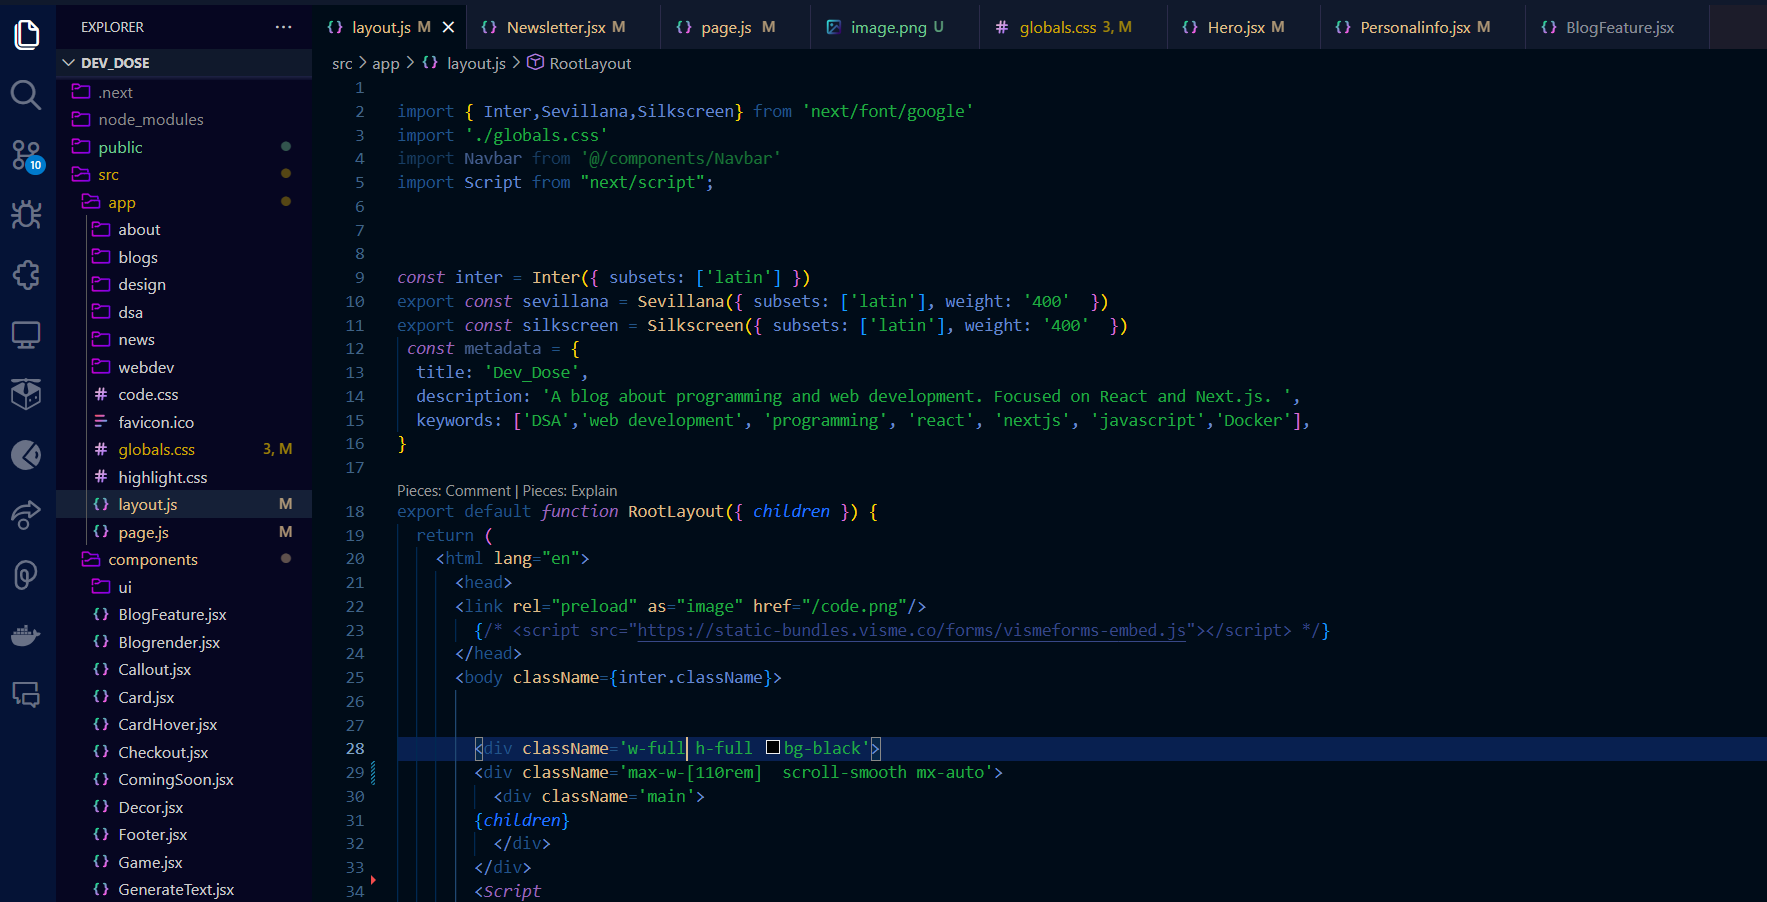 EXPLORER ···
layout.js M
Newsletter.jsx M
page.js M
image.png U
globals.css 3, M
Hero.jsx M
Personalinfo.jsx M
BlogFeature.jsx
DEV_DOSE
.next
node_modules
public
src
app
about
blogs
design
dsa
news
webdev
code.css
favicon.ico
globals.css 3, M
highlight.css
layout.js M
page.js M
components
ui
BlogFeature.jsx
Blogrender.jsx
Callout.jsx
Card.jsx
CardHover.jsx
Checkout.jsx
ComingSoon.jsx
Decor.jsx
Footer.jsx
Game.jsx
GenerateText.jsx
10
src > app > {} layout.js > RootLayout
1
2 import { Inter,Sevillana,Silkscreen} from 'next/font/google'
3 import './globals.css'
4 import Navbar from '@/components/Navbar'
5 import Script from "next/script";
6
7
8
9 const inter = Inter({ subsets: ['latin'] })
10 export const sevillana = Sevillana({ subsets: ['latin'], weight: '400'  })
11 export const silkscreen = Silkscreen({ subsets: ['latin'], weight: '400'  })
12 const metadata = {
13 title: 'Dev_Dose',
14 description: 'A blog about programming and web development. Focused on React and Next.js. ',
15 keywords: ['DSA','web development', 'programming', 'react', 'nextjs', 'javascript','Docker'],
16 }
17
Pieces: Comment | Pieces: Explain
18 export default function RootLayout({ children }) {
19 return (
20 <html lang="en">
21 <head>
22 <link rel="preload" as="image" href="/code.png"/>
23 {/* <script src="https://static-bundles.visme.co/forms/vismeforms-embed.js"></script> */}
24 </head>
25 <body className={inter.className}>
26
27
28 <div className='w-full h-full bg-black'>
29 <div className='max-w-[110rem]  scroll-smooth mx-auto'>
30 <div className='main'>
31 {children}
32 </div>
33 </div>
34 <Script